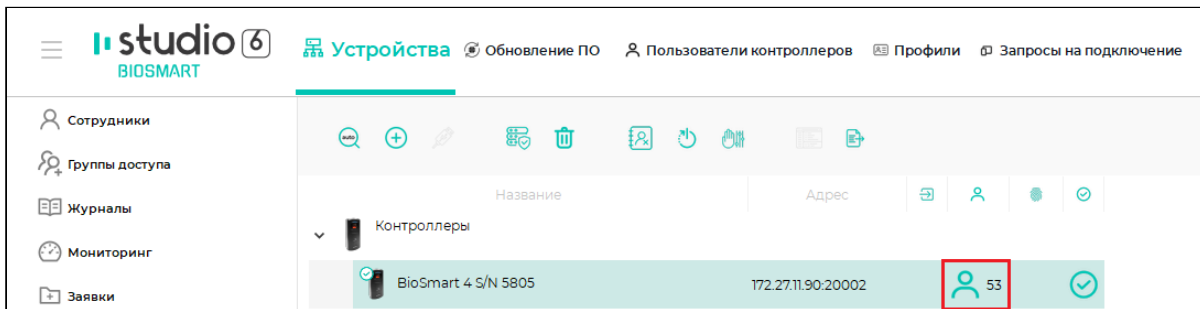 studio 6
BIOSMART
Устройства
Обновление ПО
Пользователи контроллеров
Профили
Запросы на подключение
Сотрудники
Группы доступа
Журналы
Мониторинг
Заявки
auto
Название
Адрес
Контроллеры
BioSmart 4 S/N 5805
172.27.11.90:20002
53